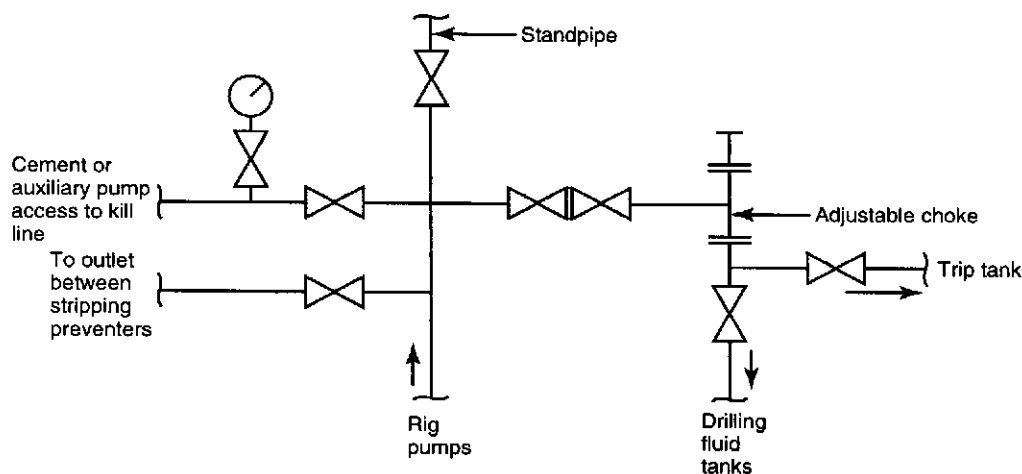 Standpipe
Cement or
auxiliary pump
access to kill
line
Adjustable choke
To outlet
between
stripping
preventers
Trip tank
Rig
pumps
Drilling
fluid
tanks